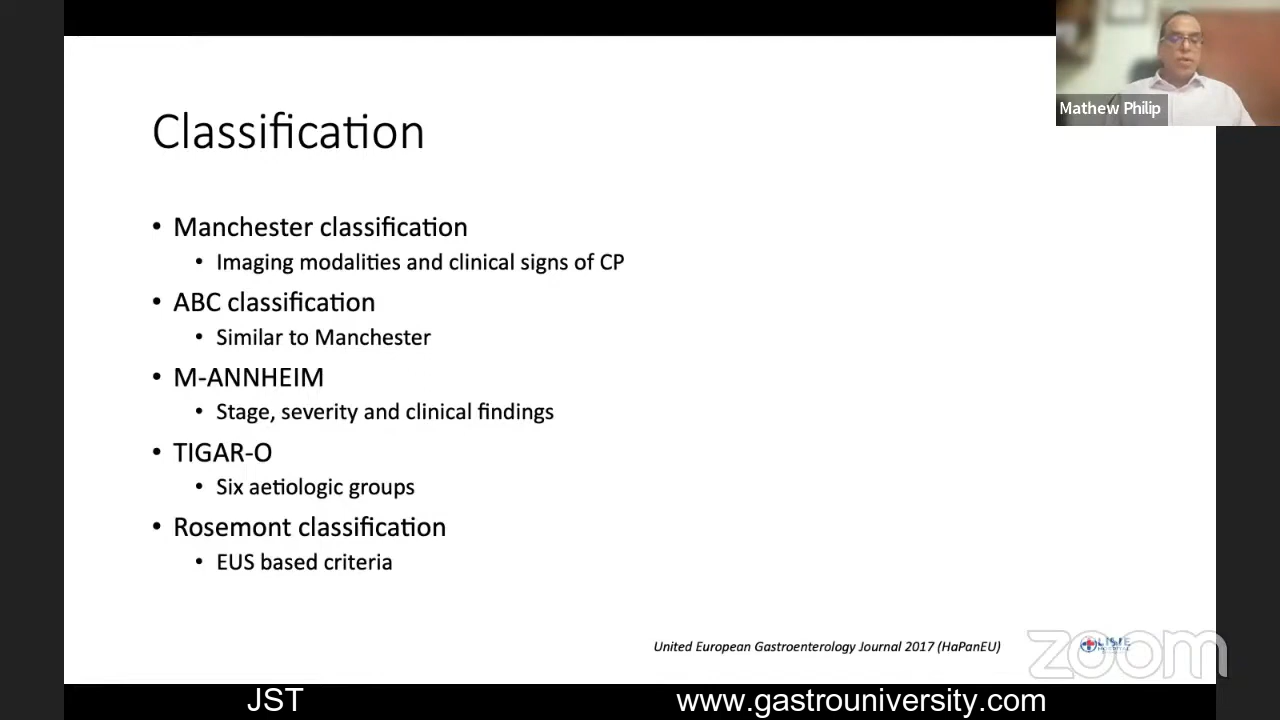 Mathew Philip
Classification
• Manchester classification
• Imaging modalities and clinical signs of CP
• ABC classification
• Similar to Manchester
• M-ANNHEIM
• Stage, severity and clinical findings
• TIGAR-O
• Six aetiologic groups
• Rosemont classification
• EUS based criteria
United European Gastroenterology Journal 2017 (HaPanEU)
zoom
LISIE
HOSPITAL
JST
www.gastrouniversity.com